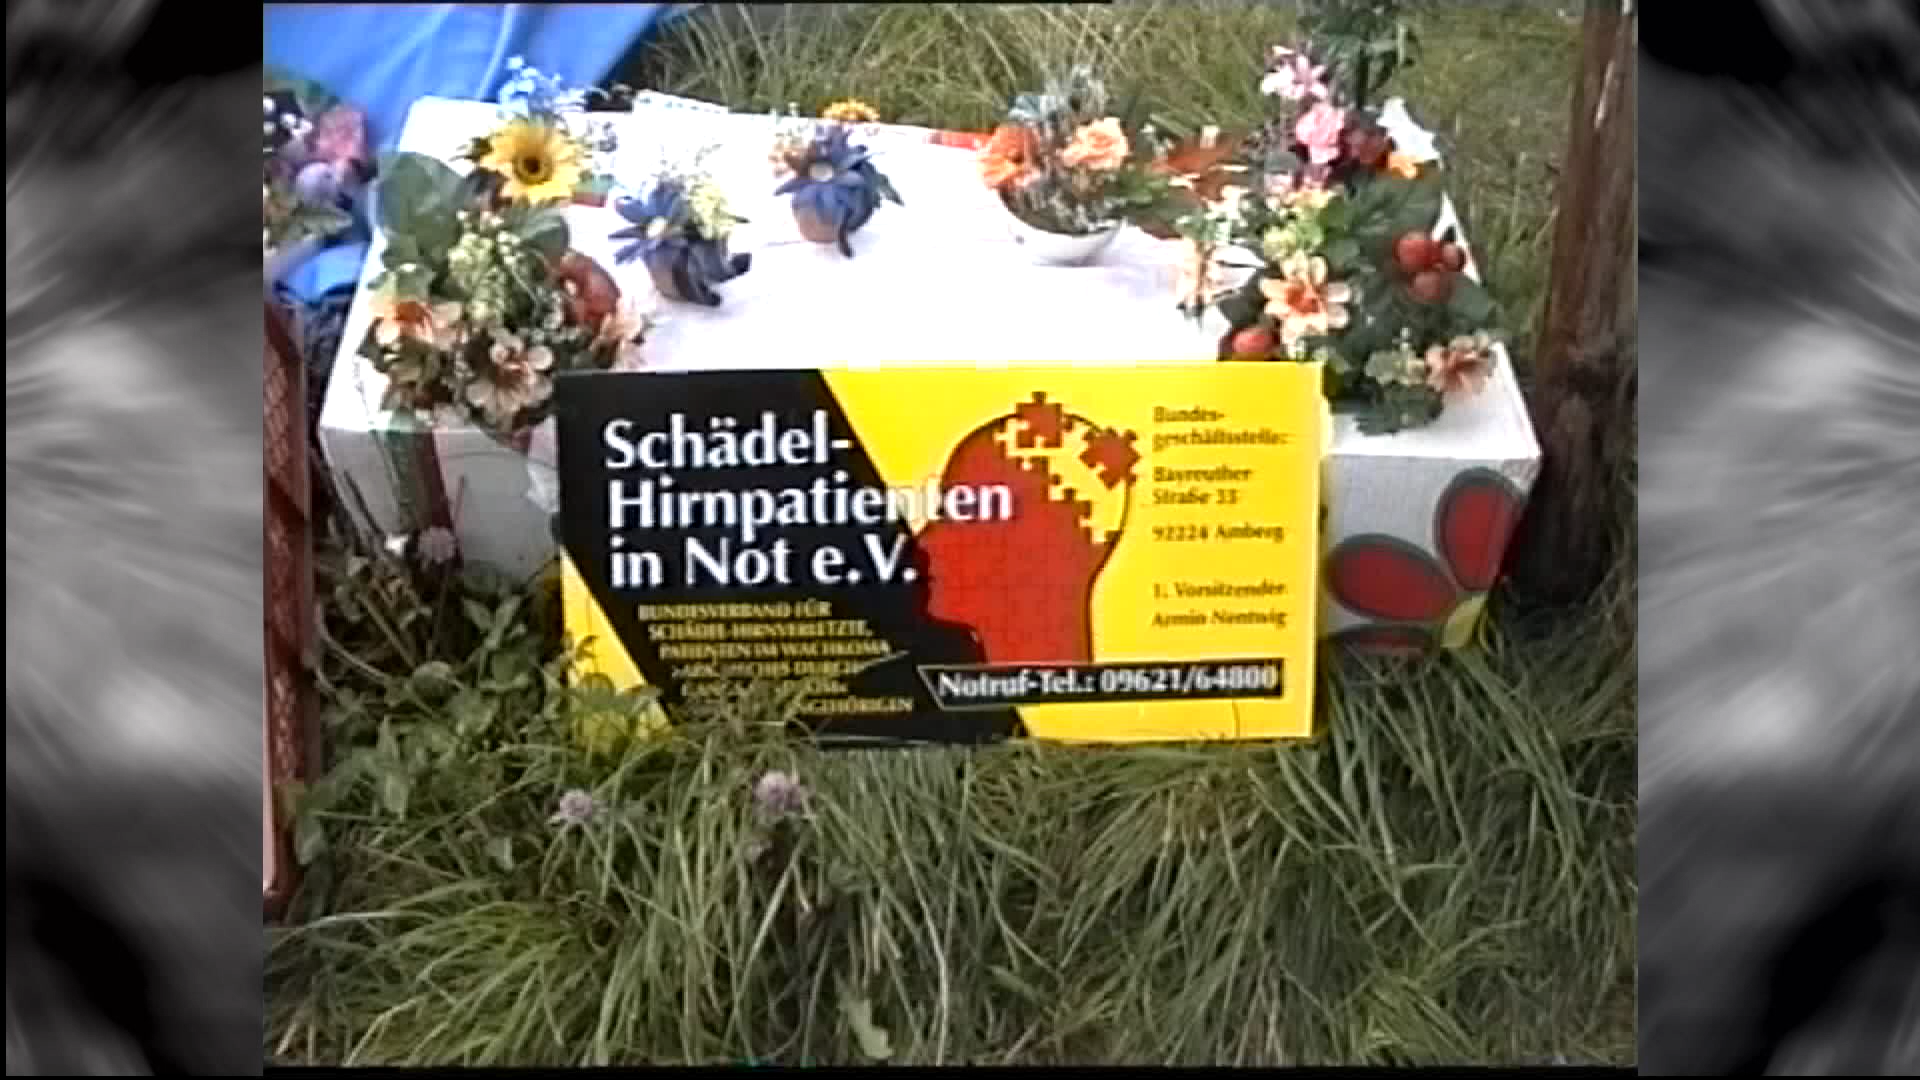 Schädel-
Hirnpatienten
in Not e.V.
BUNDESVERBAND FÜR
SCHÄDEL-HIRNVERLETZTE,
PATIENTEN IM WACHKOMA
ANGEHÖRIGEN
Bundes-
geschäftsstelle:
Bayreuther
Straße 33
92224 Amberg
1. Vorsitzender
Armin Nentwig
Notruf-Tel.: 09621/64800